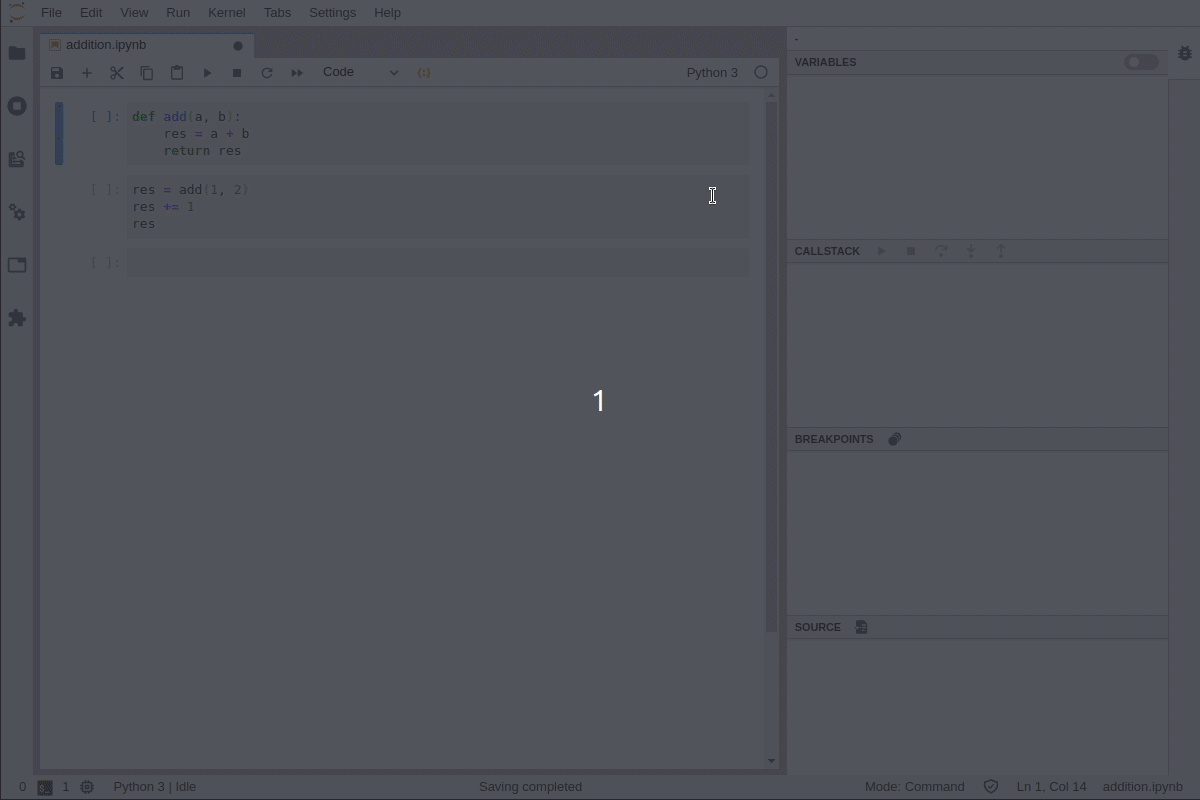 File Edit View Run Kernel Tabs Settings Help
addition.ipynb
Code
Python 3
[ ]: def add(a, b):
res = a + b
return res
[ ]: res = add(1, 2)
res += 1
res
[ ]:
1
-
VARIABLES
CALLSTACK
BREAKPOINTS
SOURCE
0 1 Python 3 | Idle Saving completed Mode: Command Ln 1, Col 14 addition.ipynb